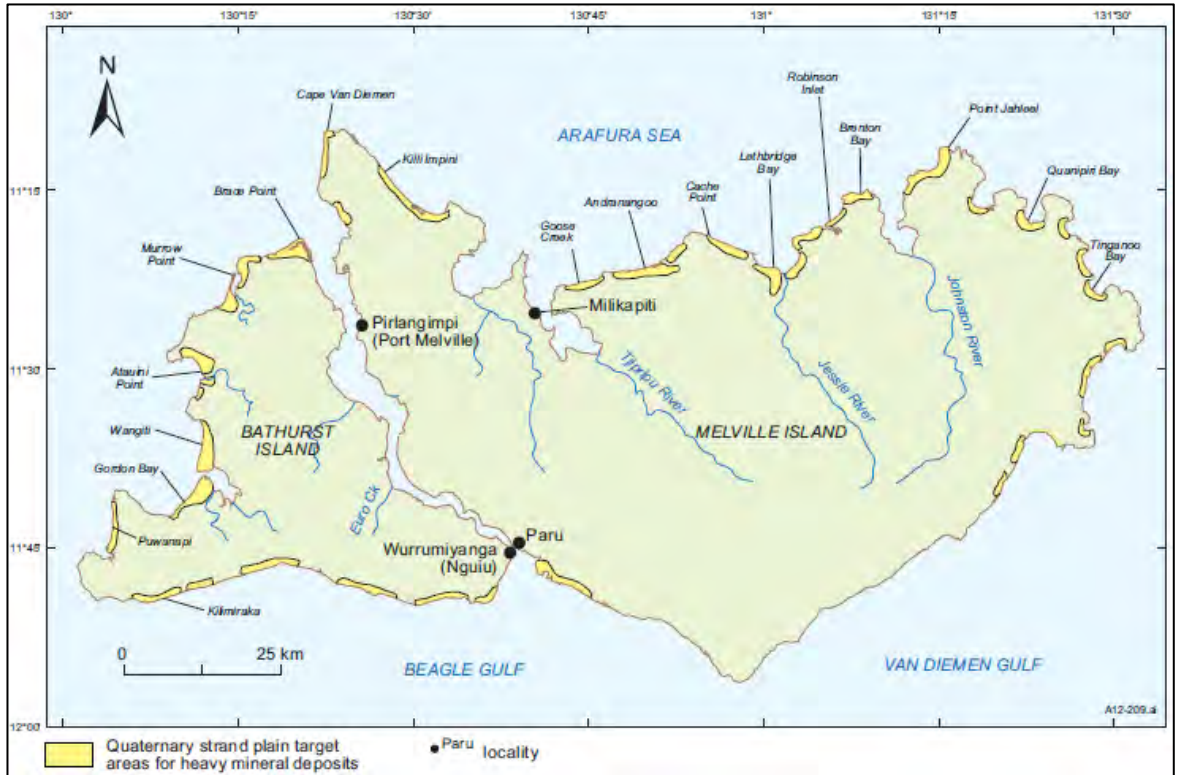 130°
130°15'
130°30'
130°45'
131°
131°15'
131°30'
N
Cape Van Diemen
ARAFURA SEA
Robinson
Inlet
Brenton
Bay
Point Jahleel
Killi Impini
Lethbridge
Bay
Quanipiri Bay
11°15'
Brace Point
Cache
Point
Andranangoo
Goose
Creek
Murrow
Point
Tinganoo
Bay
Milikapiti
Pirlangimpi
(Port Melville)
Johnston River
11°30'
Atauini
Point
River
Jessie River
Wangiti
BATHURST
ISLAND
MELVILLE ISLAND
Gordon Bay
Euro Ck
Puwanapi
11°45'
Paru
Wurrumiyanga
(Nguiu)
Kilimiraka
0
25 km
BEAGLE GULF
VAN DIEMEN GULF
A12-209.ai
12°00'
Quaternary strand plain target
areas for heavy mineral deposits
Paru
locality